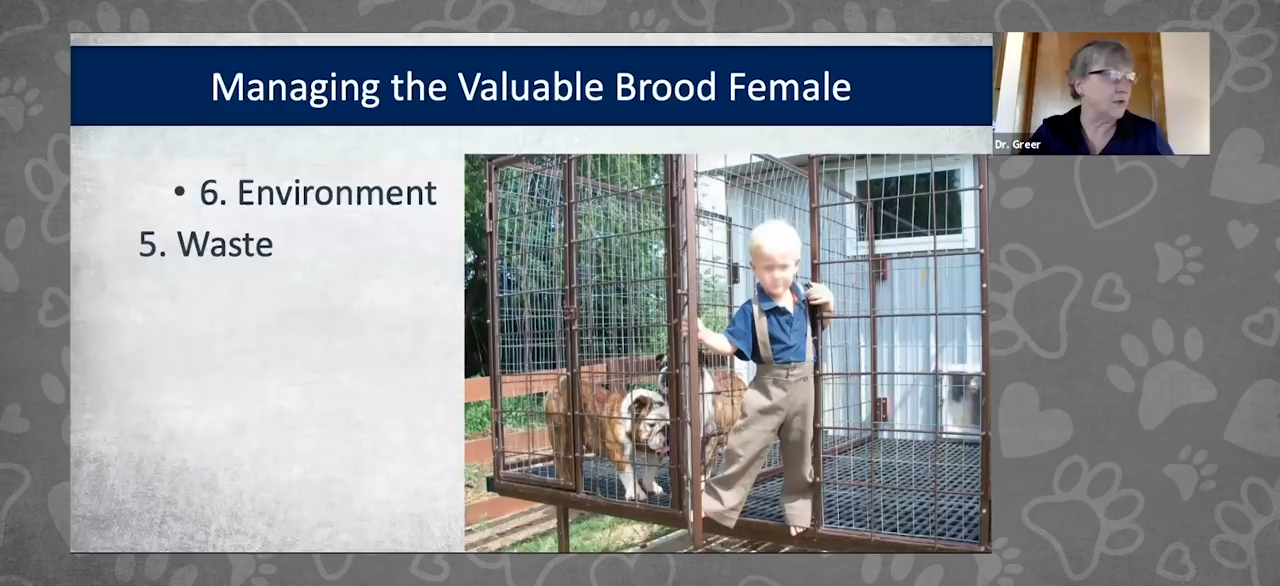 Managing the Valuable Brood Female
Dr. Greer
• 6. Environment
5. Waste